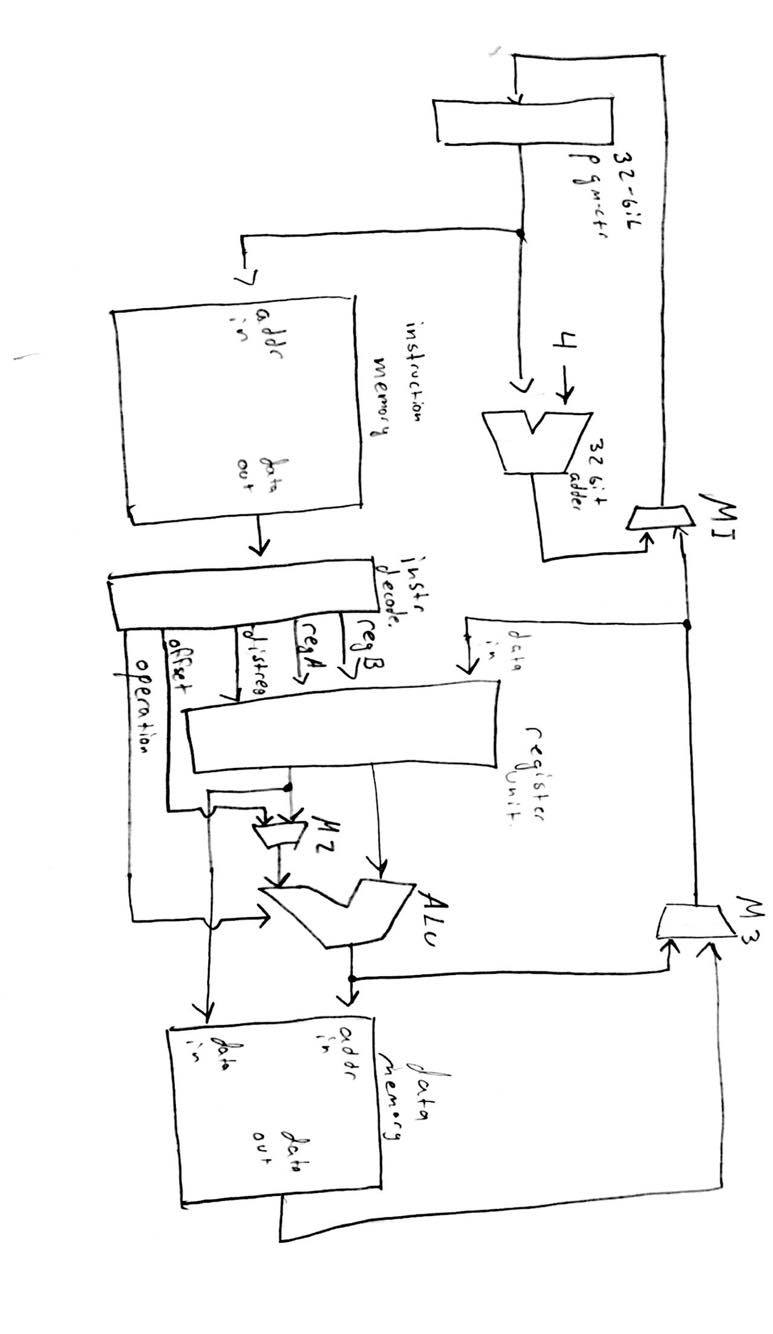 32-bit
pgm-ctr
4
32 bit
adder
M1
instruction
memory
addr
in
data
out
instr
decode.
regB
regA
distreg
offset
operation
data
in
register
unit.
M2
ALU
M3
data
memory
addr
in
data
in
data
out